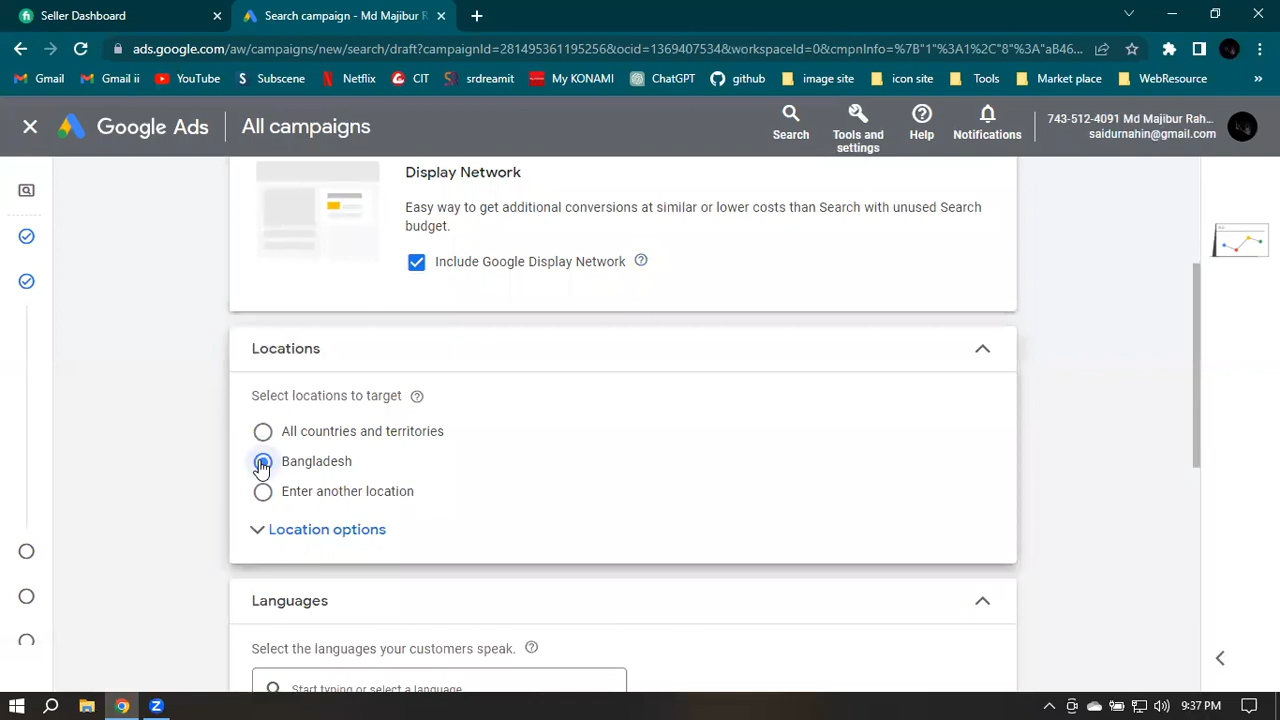 Seller Dashboard
Search campaign - Md Majibur R
ads.google.com/aw/campaigns/new/search/draft?campaignId=28149536119525​6&ocid=1369407534&workspaceId=0&cmpnInfo=%7B"1"%3A1%2C"8"%3A"aB46...
Gmail
Gmail ii
YouTube
Subscene
Netflix
CIT
srdreamit
My KONAMI
ChatGPT
github
image site
icon site
Tools
Market place
WebResource
»
Google Ads
All campaigns
Search
Tools and settings
Help
Notifications
743-512-4091 Md Majibur Rah...
saidurnahin@gmail.com
Display Network
Easy way to get additional conversions at similar or lower costs than Search with unused Search
budget.
Include Google Display Network
Locations
Select locations to target
All countries and territories
Bangladesh
Enter another location
Location options
Languages
Select the languages your customers speak.
Start typing or select a language
9:37 PM